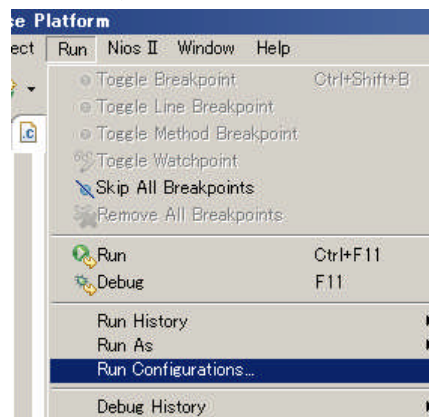 se Platform
ect Run Nios II Window Help
Toggle Breakpoint Ctrl+Shift+B
Toggle Line Breakpoint
Toggle Method Breakpoint
Toggle Watchpoint
Skip All Breakpoints
Remove All Breakpoints
Run Ctrl+F11
Debug F11
Run History
Run As
Run Configurations...
Debug History
.c